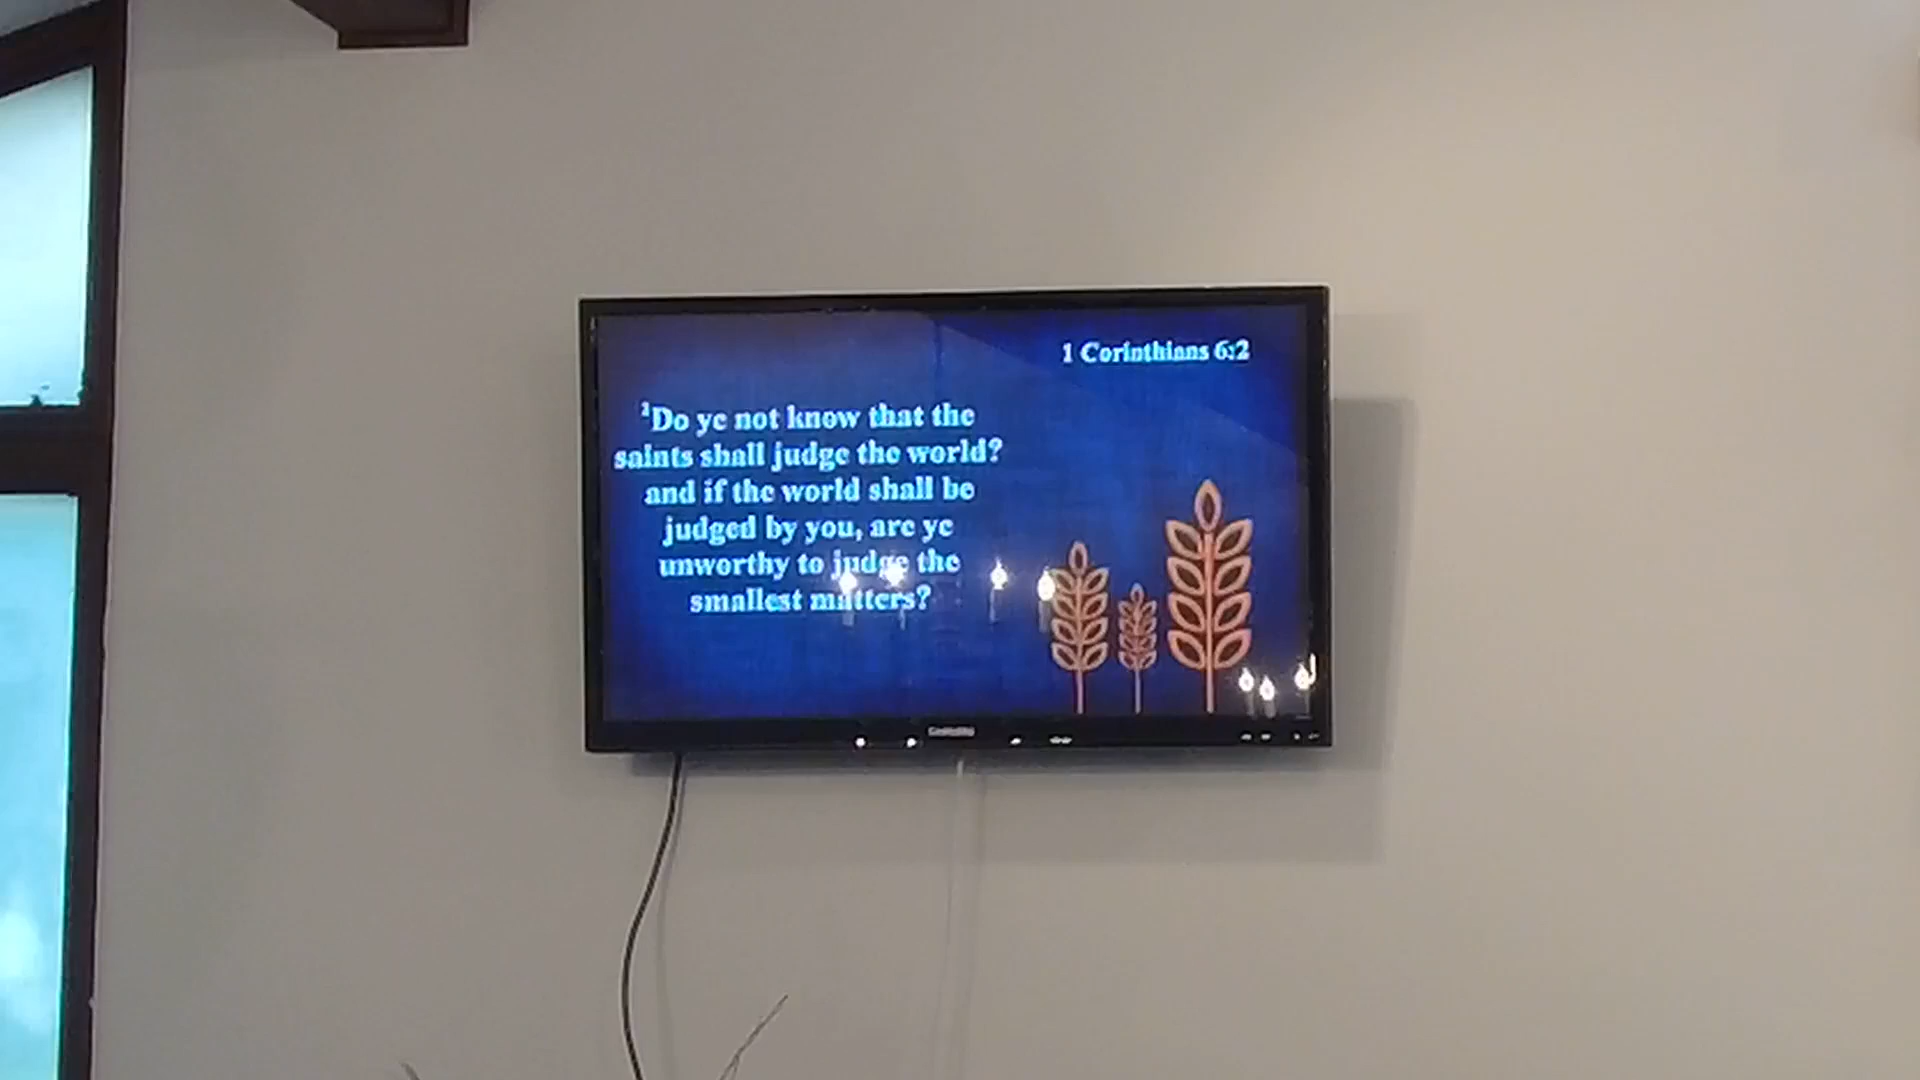 1 Corinthians 6:2
²Do ye not know that the
saints shall judge the world?
and if the world shall be
judged by you, are ye
unworthy to judge the
smallest matters?